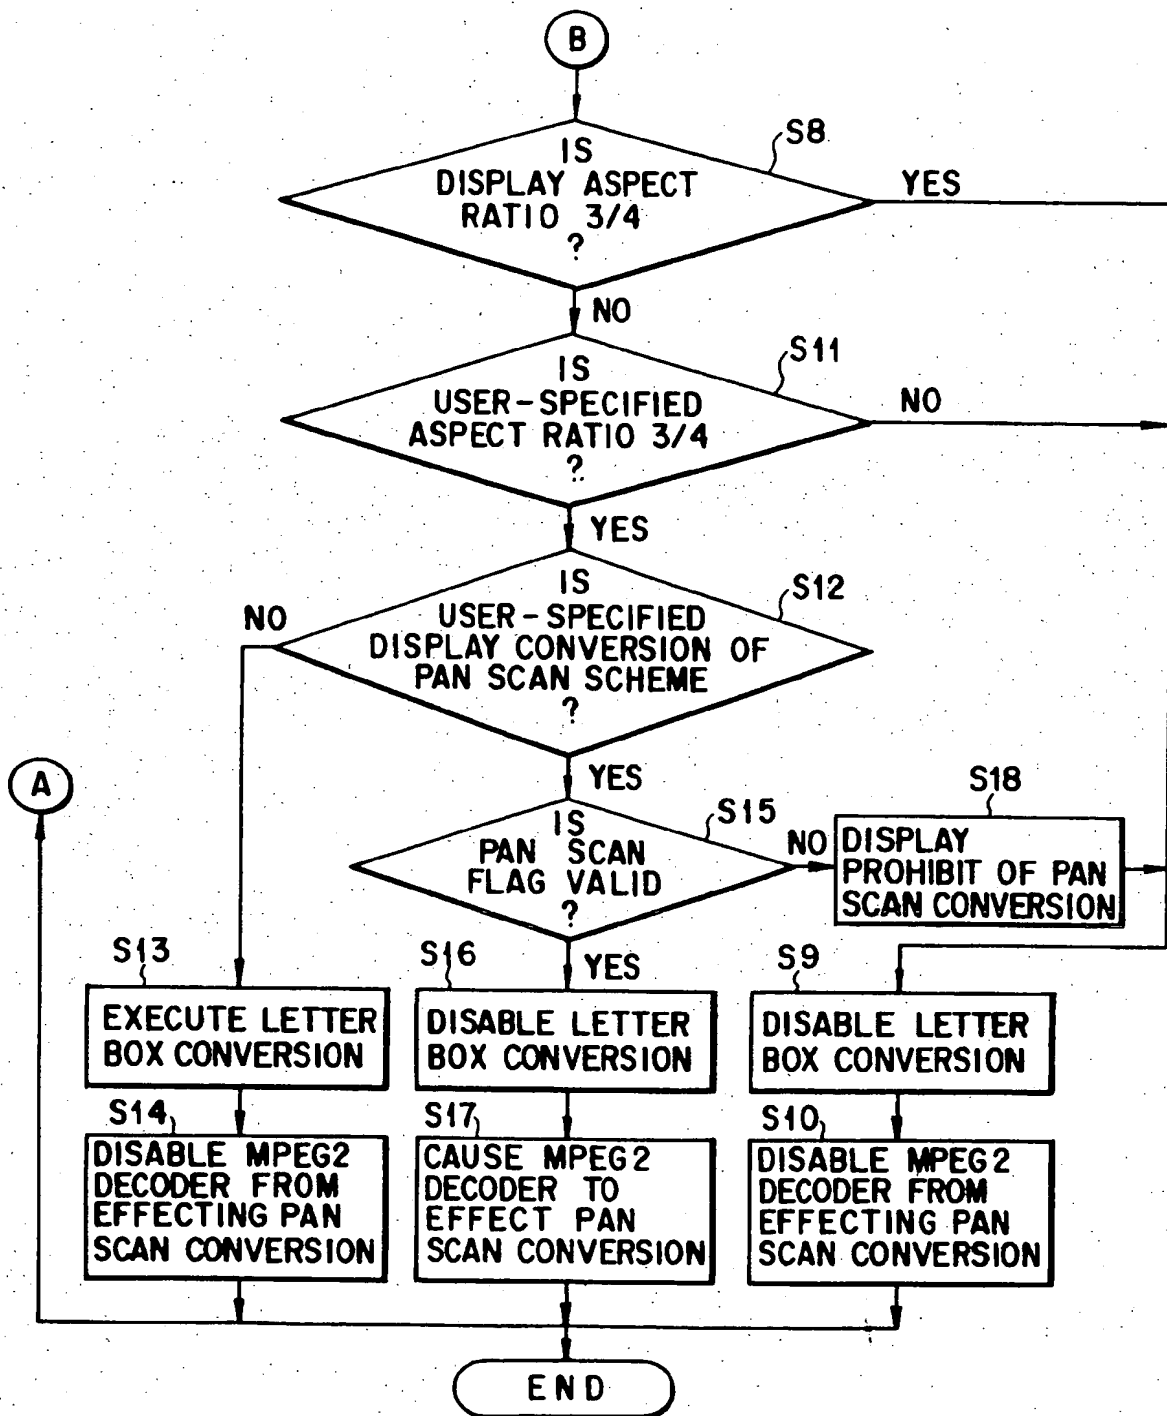 B
S8
IS
DISPLAY ASPECT
RATIO 3/4
?
YES
NO
S11
IS
USER-SPECIFIED
ASPECT RATIO 3/4
?
NO
YES
S12
IS
USER-SPECIFIED
DISPLAY CONVERSION OF
PAN SCAN SCHEME
?
NO
YES
A
S15
IS
PAN SCAN
FLAG VALID
?
NO
S18
DISPLAY
PROHIBIT OF PAN
SCAN CONVERSION
YES
S13
EXECUTE LETTER
BOX CONVERSION
S16
DISABLE LETTER
BOX CONVERSION
S9
DISABLE LETTER
BOX CONVERSION
S14
DISABLE MPEG2
DECODER FROM
EFFECTING PAN
SCAN CONVERSION
S17
CAUSE MPEG2
DECODER TO
EFFECT PAN
SCAN CONVERSION
S10
DISABLE MPEG2
DECODER FROM
EFFECTING PAN
SCAN CONVERSION
END